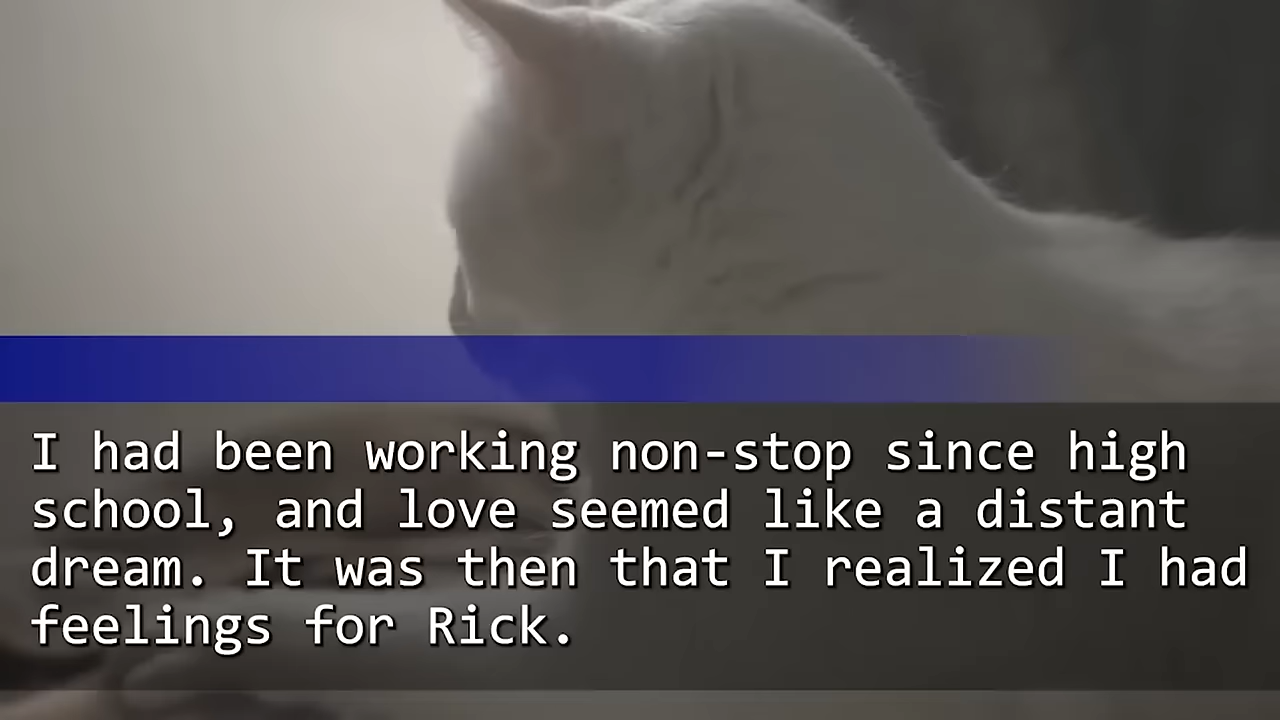 I had been working non-stop since high
school, and love seemed like a distant
dream. It was then that I realized I had
feelings for Rick.